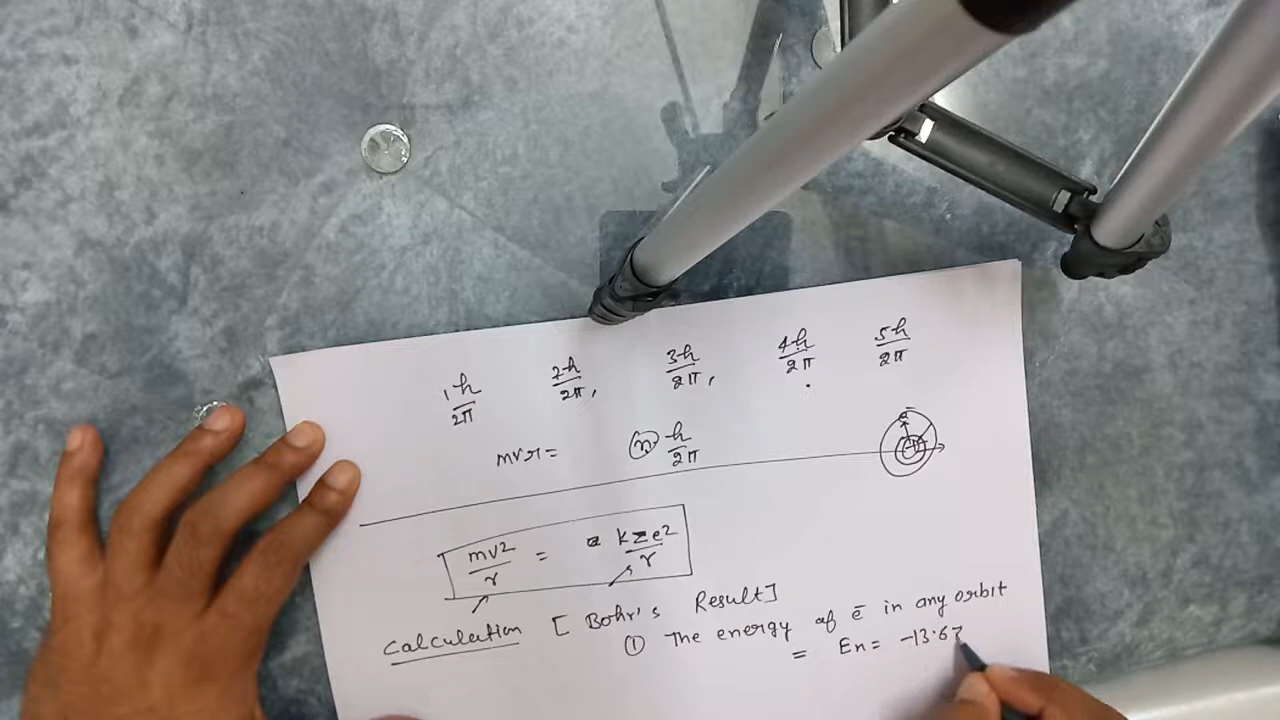 1h/2π 2h/2π, 3h/2π, 4h/2π 5h/2π
mvr = n h/2π
mv²/r = kze²/r
Calculation [ Bohr's Result]
① The energy of ē in any orbit
= En = -13.6z